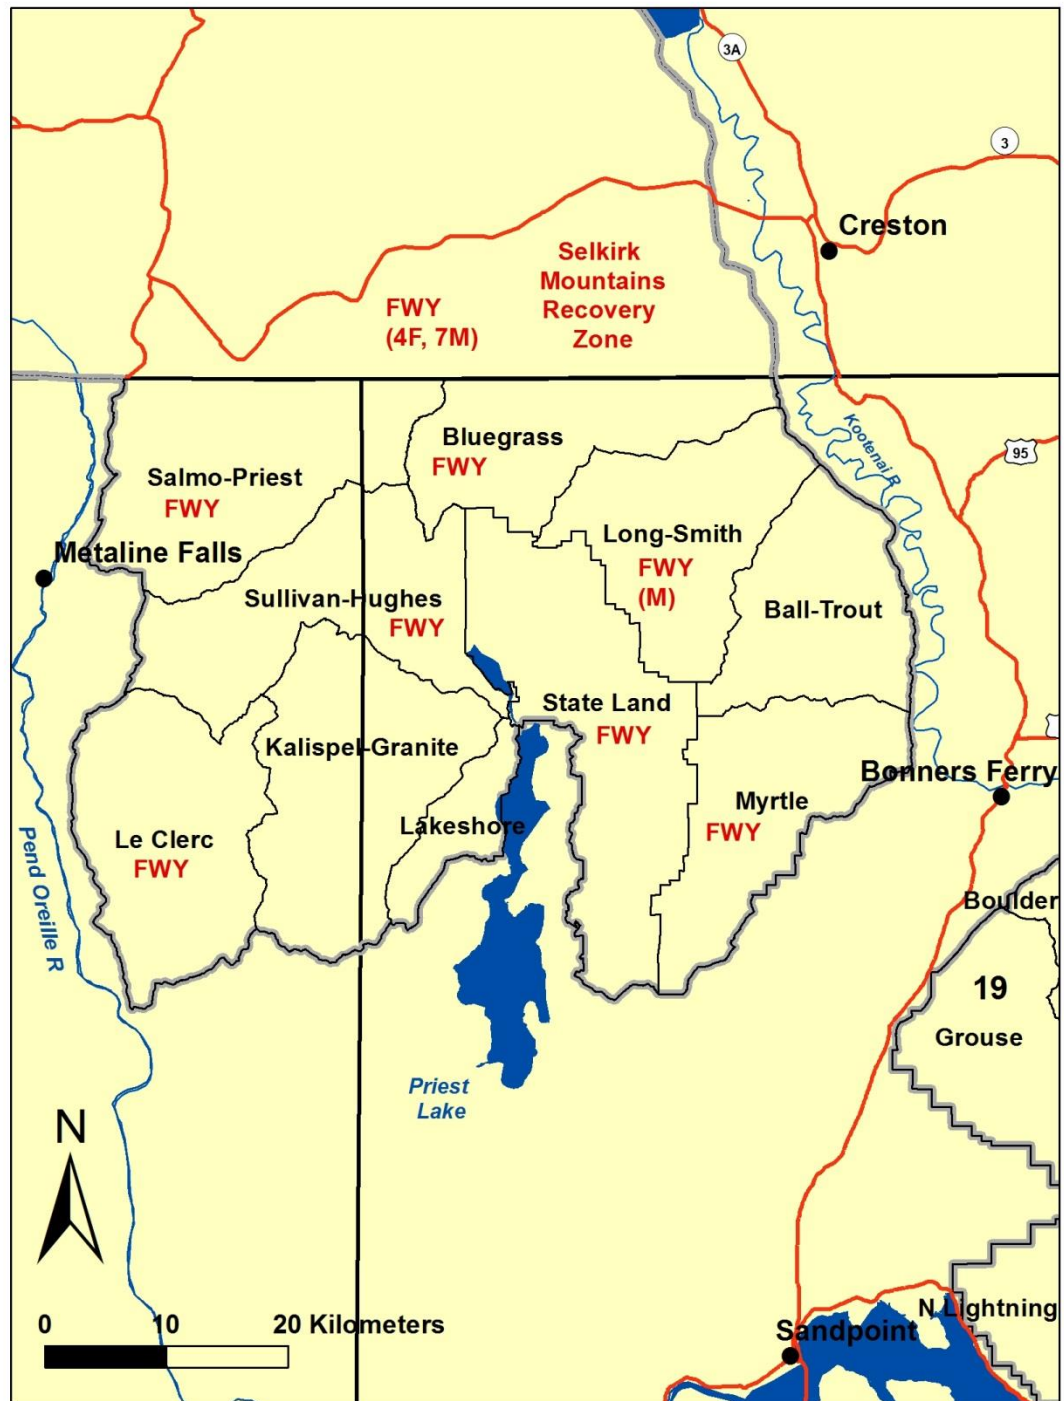 3A
3
Creston
Selkirk
Mountains
Recovery
Zone
FWY
(4F, 7M)
Kootenai R
95
Bluegrass
FWY
Salmo-Priest
FWY
Long-Smith
FWY
(M)
Metaline Falls
Sullivan-Hughes
FWY
Ball-Trout
State Land
FWY
Kalispel-Granite
Bonners Ferry
Myrtle
FWY
Lakeshore
Le Clerc
FWY
Pend Oreille R
Boulder
19
Grouse
Priest
Lake
N
N Lightning
0 10 20 Kilometers
Sandpoint